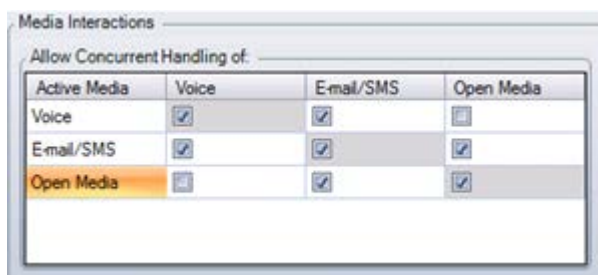 Media Interactions
Allow Concurrent Handling of:
Active Media Voice E-mail/SMS Open Media
Voice
E-mail/SMS
Open Media